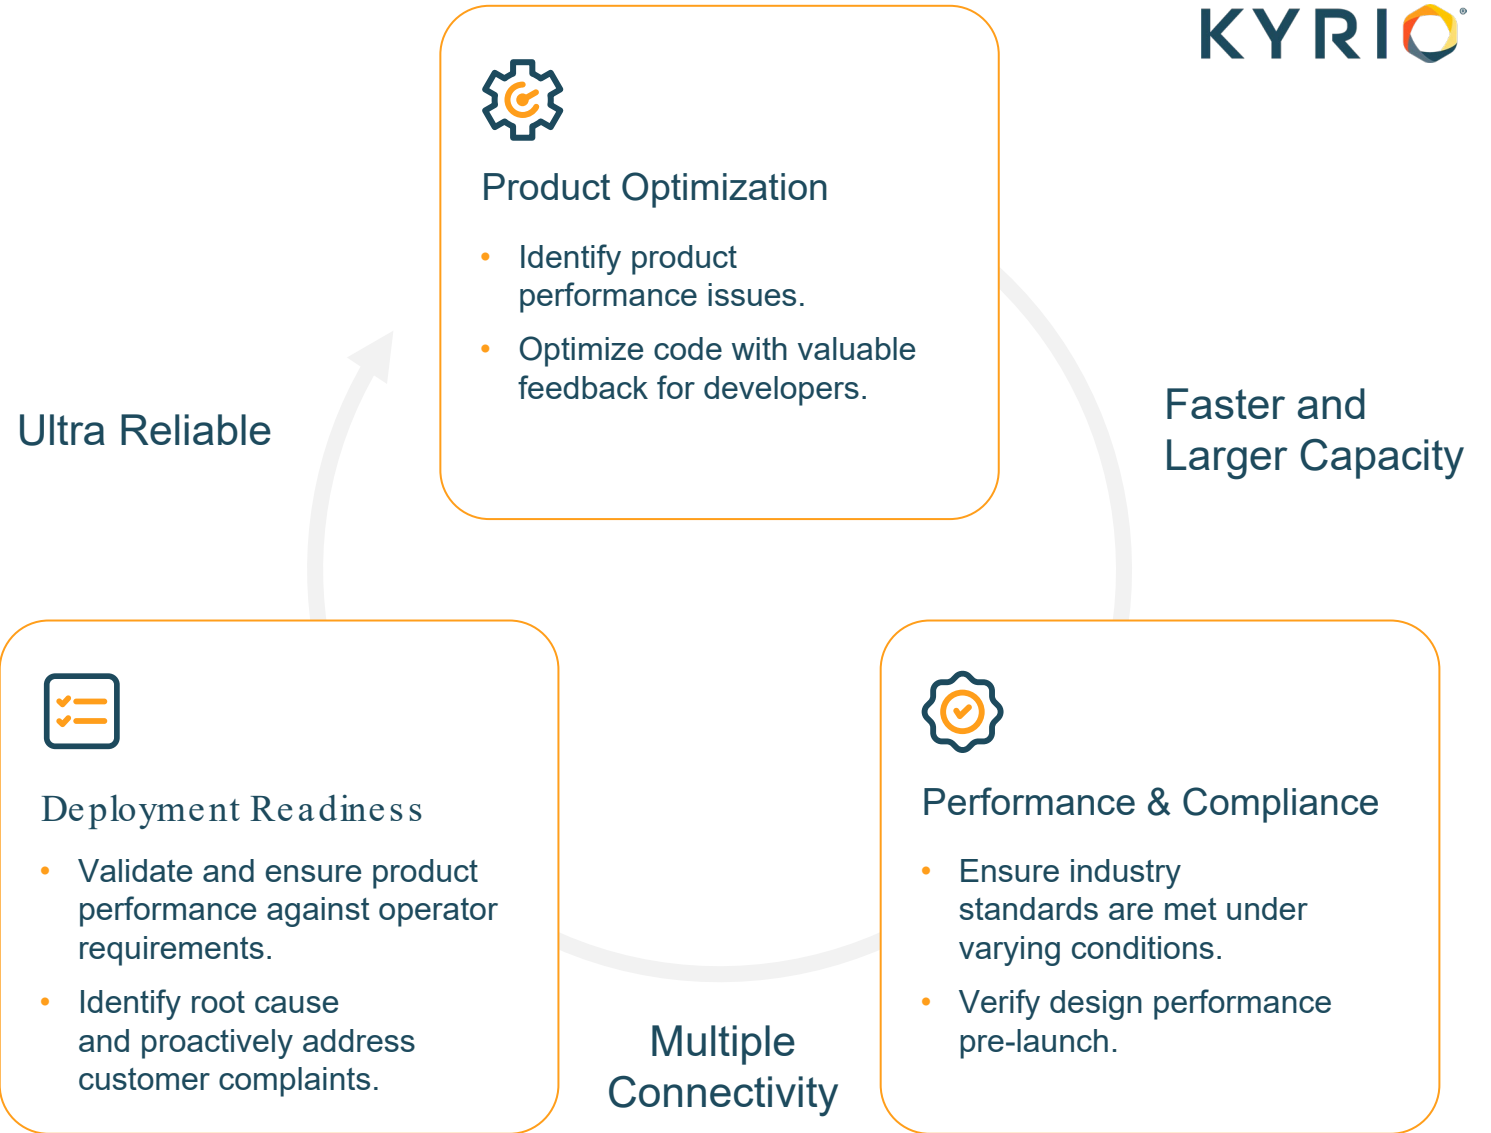 KYRIO®
Product Optimization
• Identify product
performance issues.
• Optimize code with valuable
feedback for developers.
Ultra Reliable
Faster and
Larger Capacity
Deployment Readiness
• Validate and ensure product
performance against operator
requirements.
• Identify root cause
and proactively address
customer complaints.
Performance & Compliance
• Ensure industry
standards are met under
varying conditions.
• Verify design performance
pre-launch.
Multiple
Connectivity